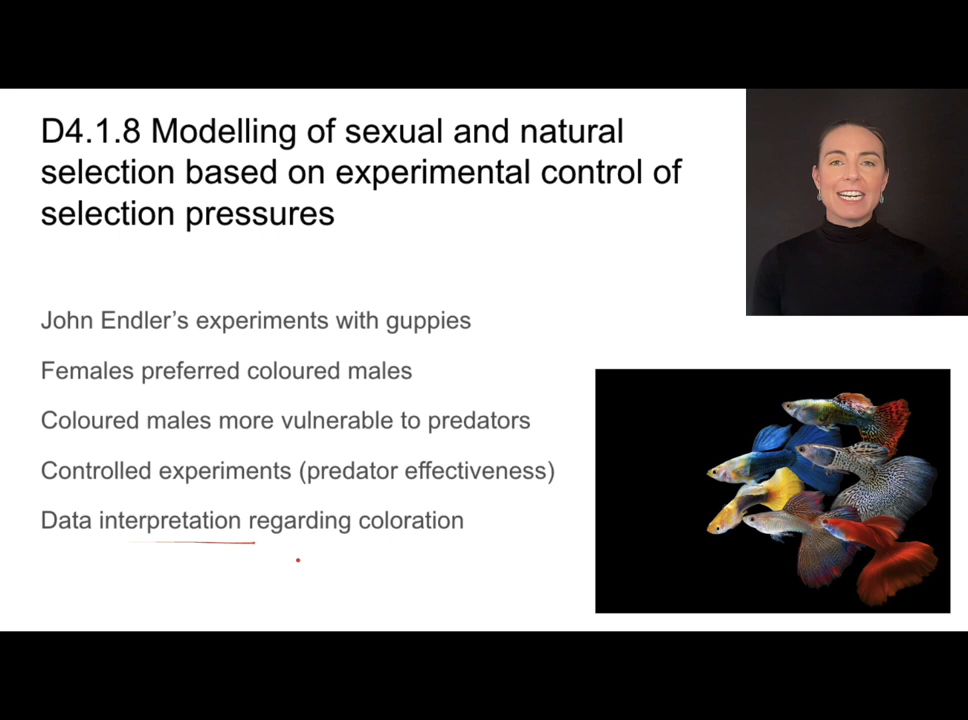 D4.1.8 Modelling of sexual and natural
selection based on experimental control of
selection pressures
John Endler's experiments with guppies
Females preferred coloured males
Coloured males more vulnerable to predators
Controlled experiments (predator effectiveness)
Data interpretation regarding coloration